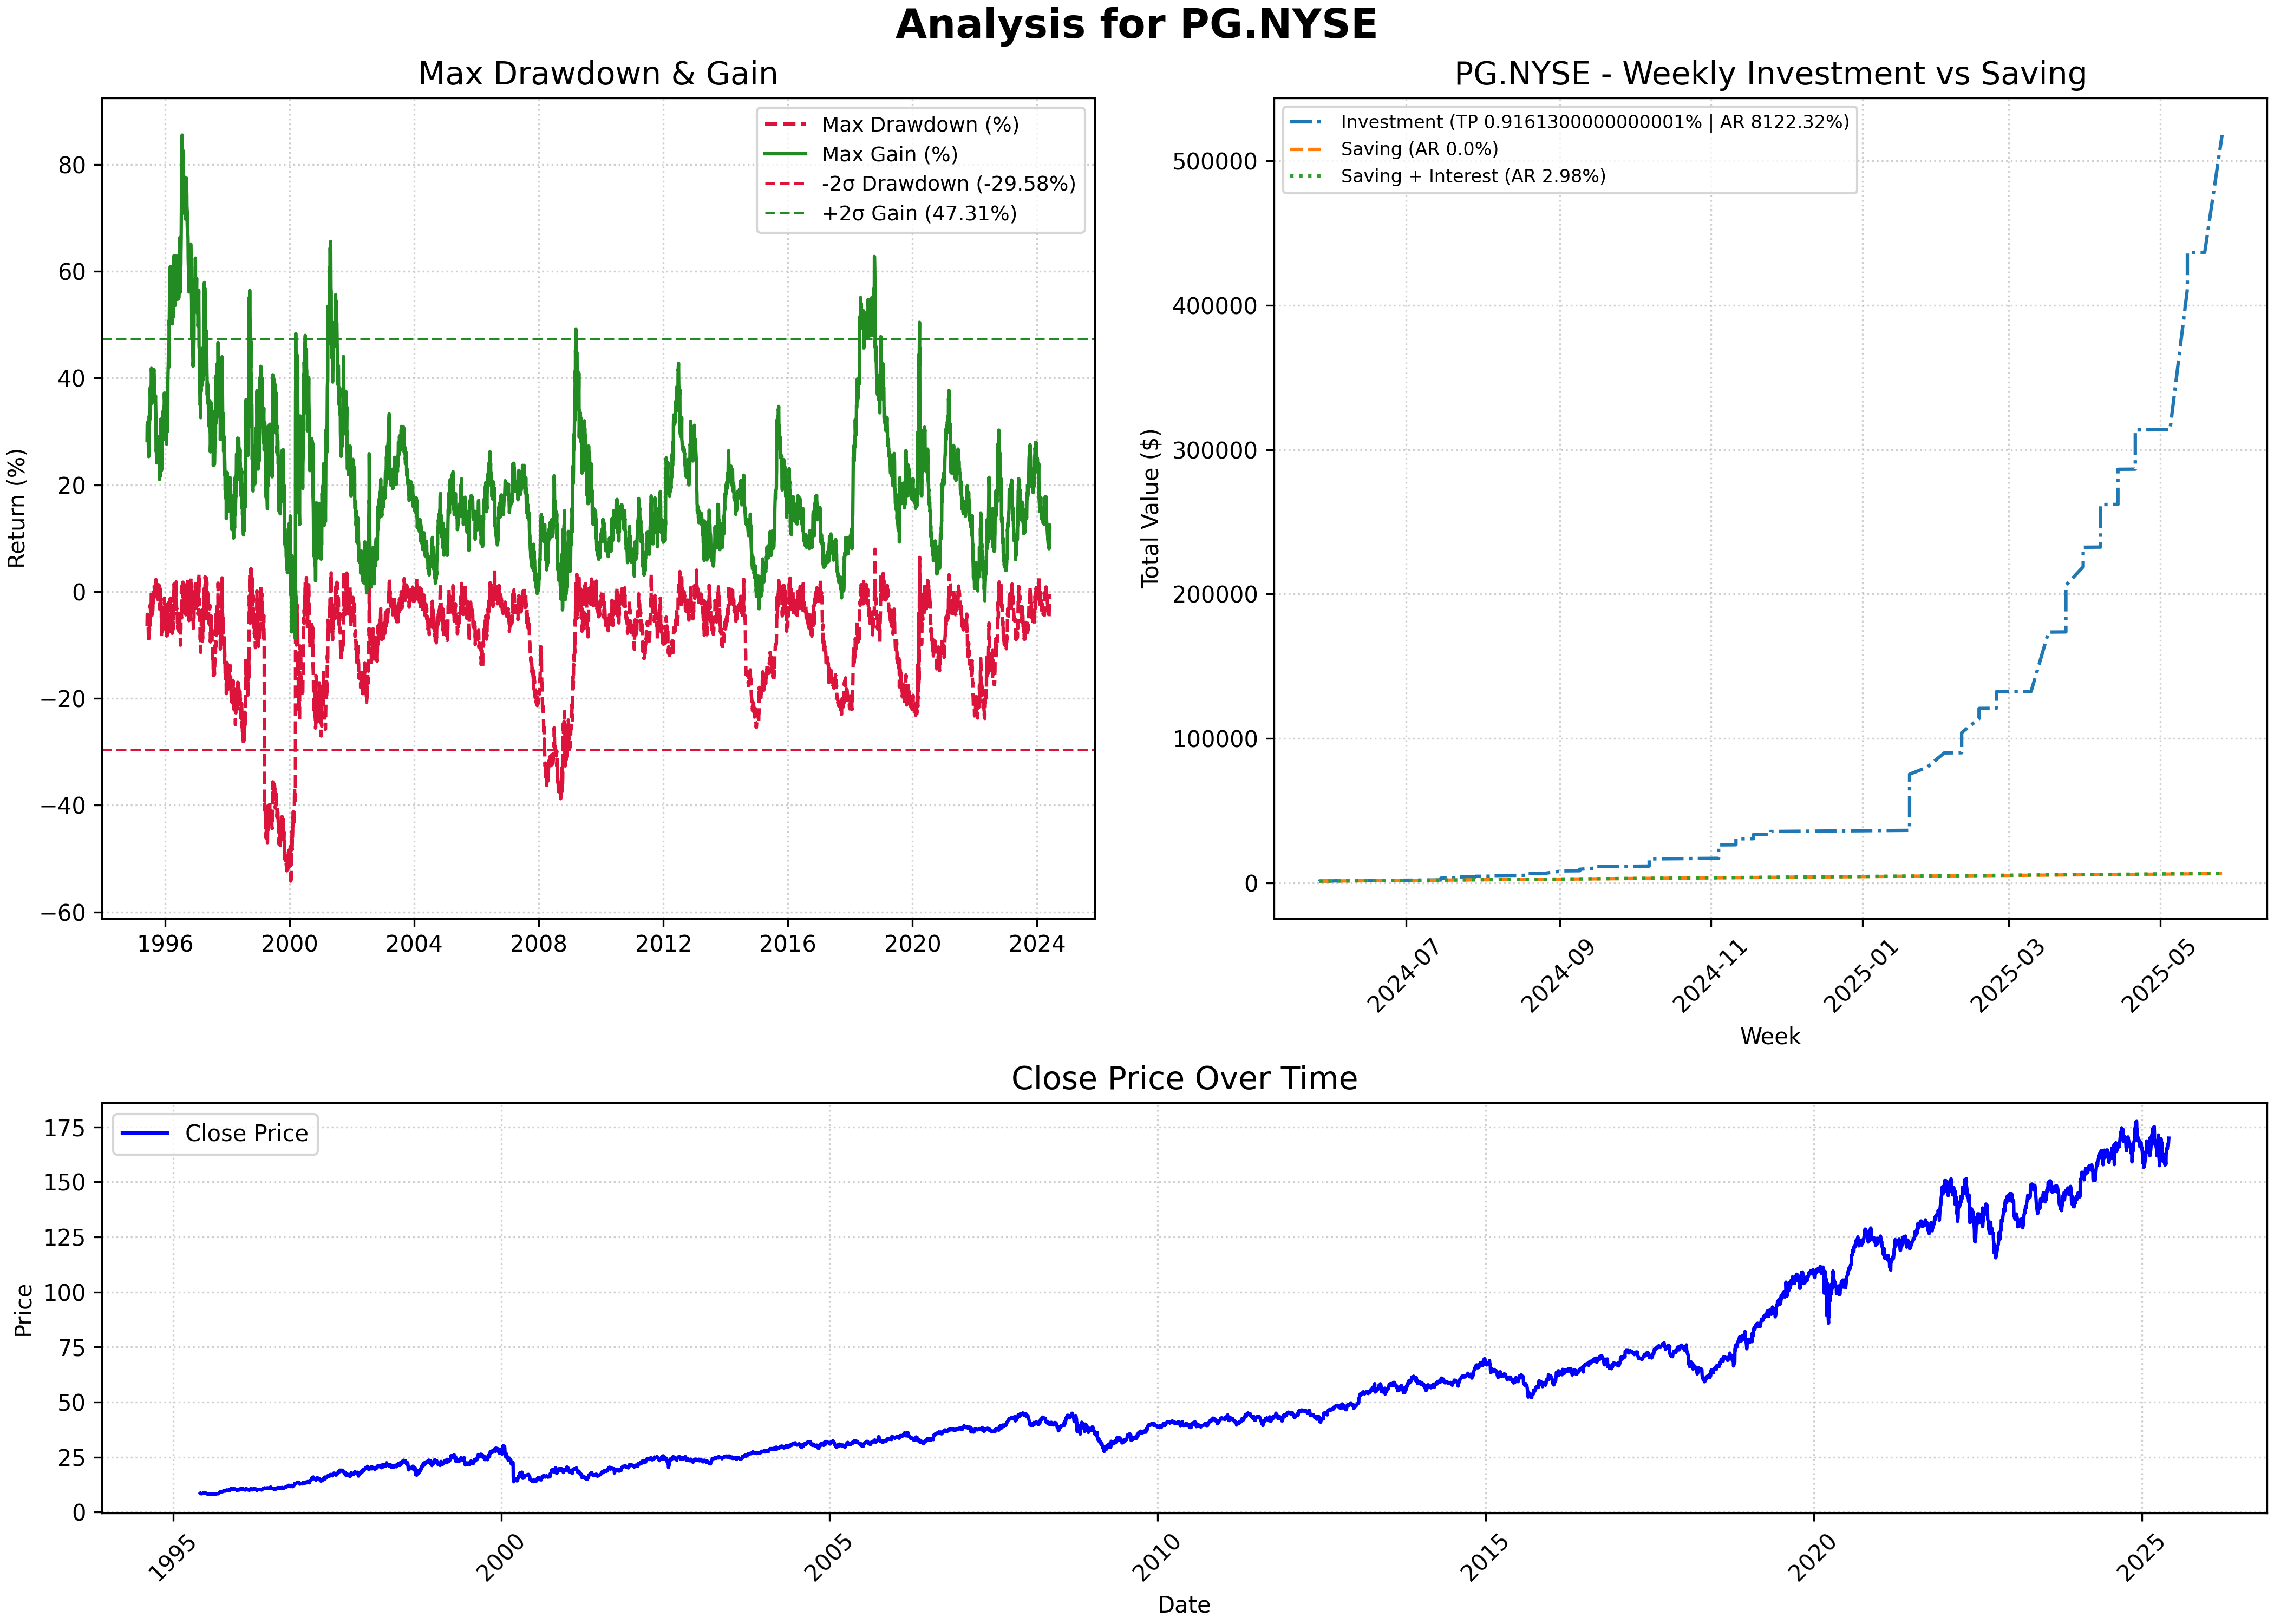 Analysis for PG.NYSE
Max Drawdown & Gain
Return (%)
80
60
40
20
0
−20
−40
−60
1996
2000
2004
2008
2012
2016
2020
2024
Max Drawdown (%)
Max Gain (%)
-2σ Drawdown (-29.58%)
+2σ Gain (47.31%)
PG.NYSE - Weekly Investment vs Saving
Total Value ($)
500000
400000
300000
200000
100000
0
Investment (TP 0.9161300000000001% | AR 8122.32%)
Saving (AR 0.0%)
Saving + Interest (AR 2.98%)
2024-07
2024-09
2024-11
2025-01
2025-03
2025-05
Week
Close Price Over Time
Price
175
150
125
100
75
50
25
0
Close Price
1995
2000
2005
2010
2015
2020
2025
Date